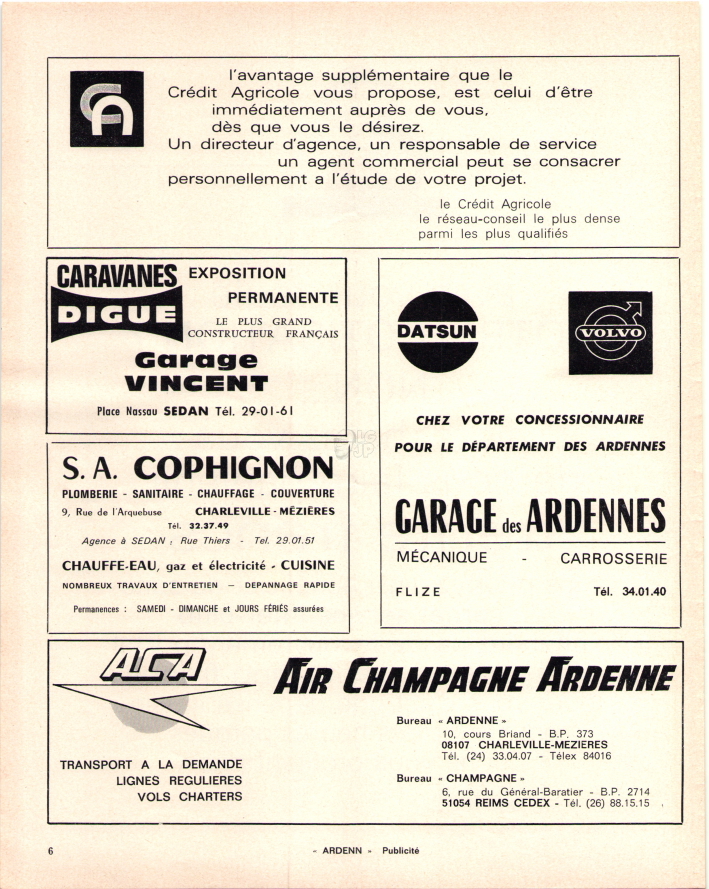 l'avantage supplémentaire que le
Crédit Agricole vous propose, est celui d'être
immédiatement auprès de vous,
dès que vous le désirez.
Un directeur d'agence, un responsable de service
un agent commercial peut se consacrer
personnellement a l'étude de votre projet.
le Crédit Agricole
le réseau-conseil le plus dense
parmi les plus qualifiés
CARAVANES
DIGUE
EXPOSITION
PERMANENTE
LE PLUS GRAND
CONSTRUCTEUR FRANÇAIS
Garage
VINCENT
Place Nassau SEDAN Tél. 29-01-61
S. A. COPHIGNON
PLOMBERIE - SANITAIRE - CHAUFFAGE - COUVERTURE
9, Rue de l'Arquebuse CHARLEVILLE - MÉZIÈRES
Tél. 32.37.49
Agence à SEDAN : Rue Thiers - Tel. 29.01.51
CHAUFFE-EAU, gaz et électricité - CUISINE
NOMBREUX TRAVAUX D'ENTRETIEN — DEPANNAGE RAPIDE
Permanences : SAMEDI - DIMANCHE et JOURS FÉRIÉS assurées
DATSUN
VOLVO
CHEZ VOTRE CONCESSIONNAIRE
POUR LE DÉPARTEMENT DES ARDENNES
GARAGE des ARDENNES
MÉCANIQUE - CARROSSERIE
FLIZE Tél. 34.01.40
ACA
AIR CHAMPAGNE ARDENNE
TRANSPORT A LA DEMANDE
LIGNES REGULIERES
VOLS CHARTERS
Bureau « ARDENNE »
10, cours Briand - B.P. 373
08107 CHARLEVILLE-MEZIERES
Tél. (24) 33.04.07 - Télex 84016
Bureau « CHAMPAGNE »
6, rue du Général-Baratier - B.P. 2714
51054 REIMS CEDEX - Tél. (26) 88.15.15
6
« ARDENN » Publicité